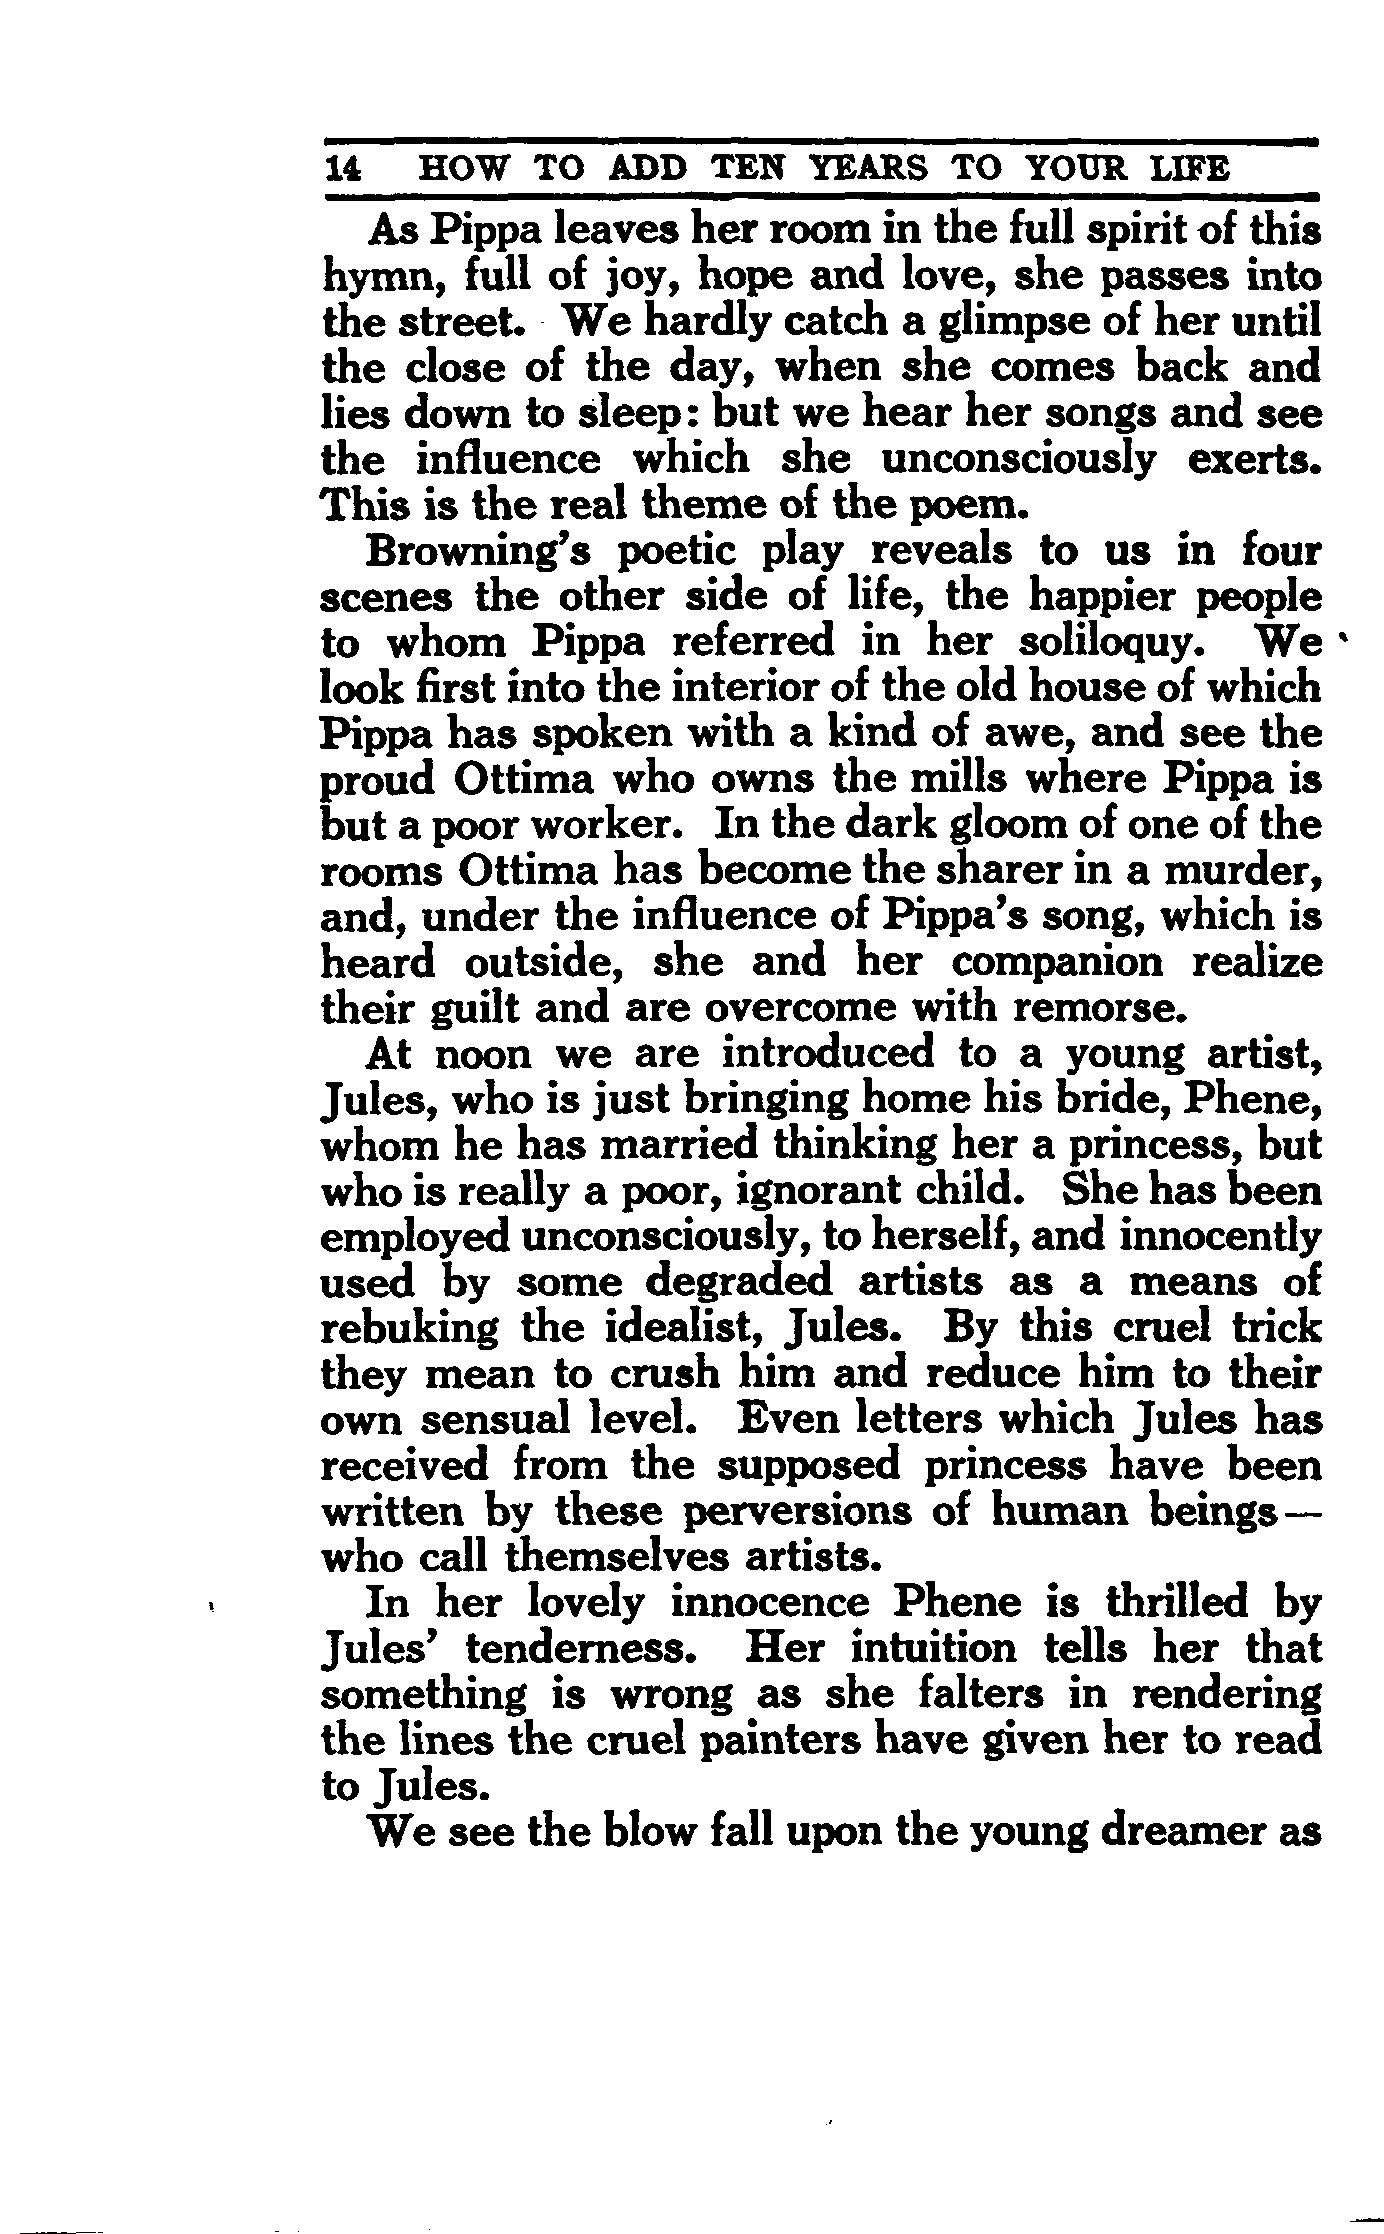 14 HOW TO ADD TEN YEARS TO YOUR LIFE
As Pippa leaves her room in the full spirit of this
hymn, full of joy, hope and love, she passes into
the street. We hardly catch a glimpse of her until
the close of the day, when she comes back and
lies down to sleep: but we hear her songs and see
the influence which she unconsciously exerts.
This is the real theme of the poem.
Browning's poetic play reveals to us in four
scenes the other side of life, the happier people
to whom Pippa referred in her soliloquy. We
look first into the interior of the old house of which
Pippa has spoken with a kind of awe, and see the
proud Ottima who owns the mills where Pippa is
but a poor worker. In the dark gloom of one of the
rooms Ottima has become the sharer in a murder,
and, under the influence of Pippa's song, which is
heard outside, she and her companion realize
their guilt and are overcome with remorse.
At noon we are introduced to a young artist,
Jules, who is just bringing home his bride, Phene,
whom he has married thinking her a princess, but
who is really a poor, ignorant child. She has been
employed unconsciously, to herself, and innocently
used by some degraded artists as a means of
rebuking the idealist, Jules. By this cruel trick
they mean to crush him and reduce him to their
own sensual level. Even letters which Jules has
received from the supposed princess have been
written by these perversions of human beings—
who call themselves artists.
In her lovely innocence Phene is thrilled by
Jules' tenderness. Her intuition tells her that
something is wrong as she falters in rendering
the lines the cruel painters have given her to read
to Jules.
We see the blow fall upon the young dreamer as